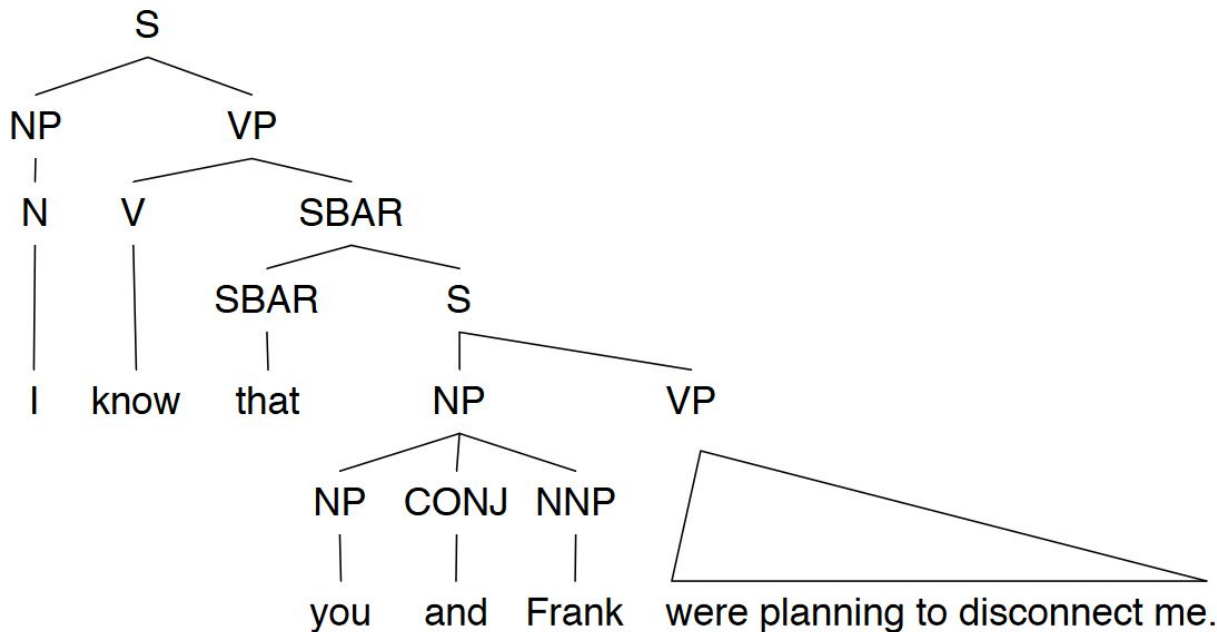 S
NP VP
N V SBAR
SBAR S
I know that NP VP
NP CONJ NNP
you and Frank were planning to disconnect me.